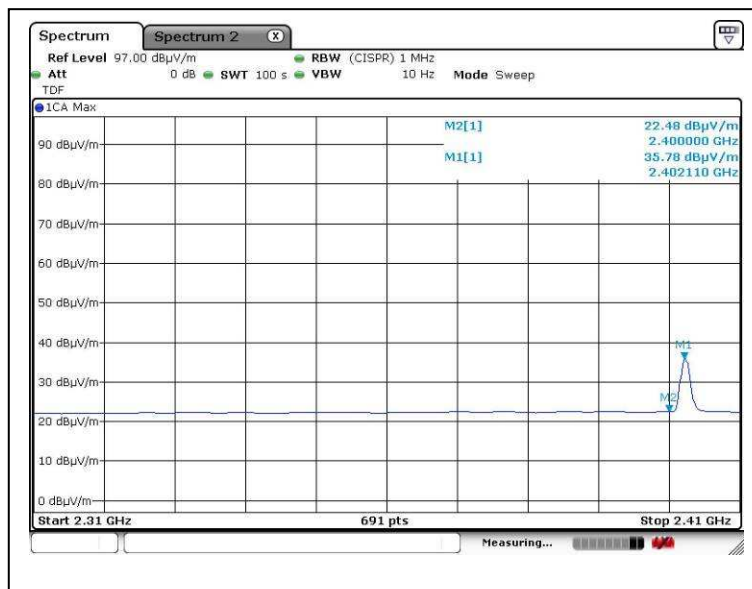 Spectrum Spectrum 2 X
Ref Level 97.00 dBµV/m RBW (CISPR) 1 MHz
Att 0 dB SWT 100 s VBW 10 Hz Mode Sweep
TDF
1CA Max
M2[1] 22.48 dBµV/m
2.400000 GHz
M1[1] 35.78 dBµV/m
2.402110 GHz
90 dBµV/m
80 dBµV/m
70 dBµV/m
60 dBµV/m
50 dBµV/m
40 dBµV/m
M1
30 dBµV/m
M2
20 dBµV/m
10 dBµV/m
0 dBµV/m
Start 2.31 GHz 691 pts Stop 2.41 GHz
Measuring...